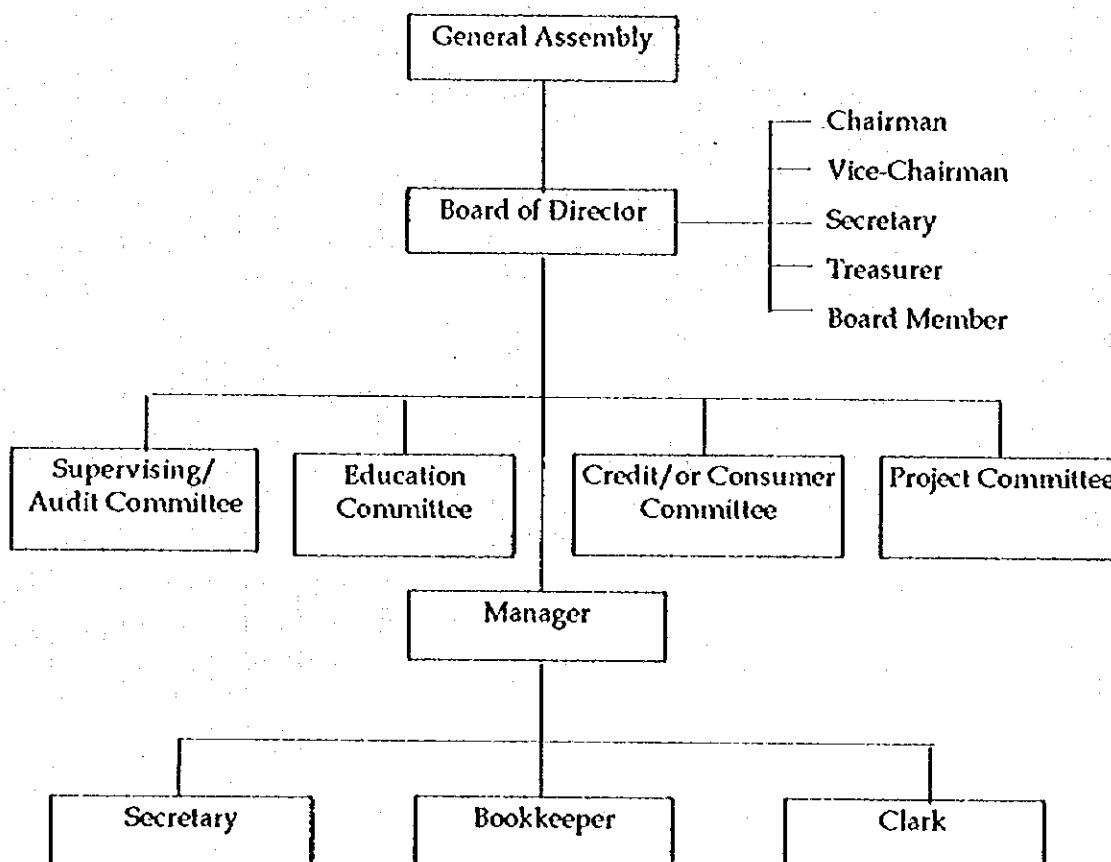 General Assembly
Chairman
Vice-Chairman
Board of Director
Secretary
Treasurer
Board Member
Supervising/
Audit Committee
Education
Committee
Credit/or Consumer
Committee
Project Committee
Manager
Secretary
Bookkeeper
Clark